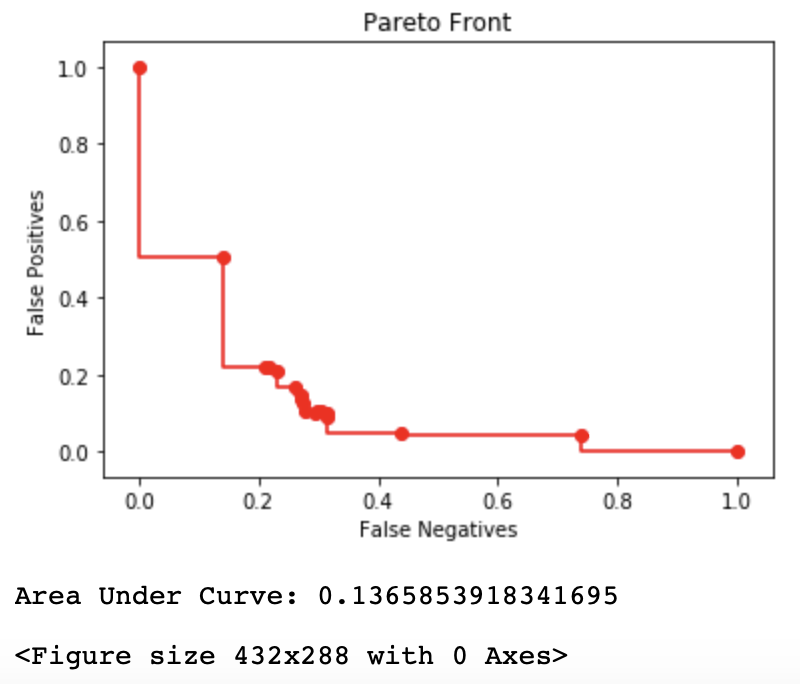 Pareto Front
1.0
0.8
0.6
0.4
0.2
0.0
False Positives
0.0 0.2 0.4 0.6 0.8 1.0
False Negatives
Area Under Curve: 0.1365853918341695
<Figure size 432x288 with 0 Axes>